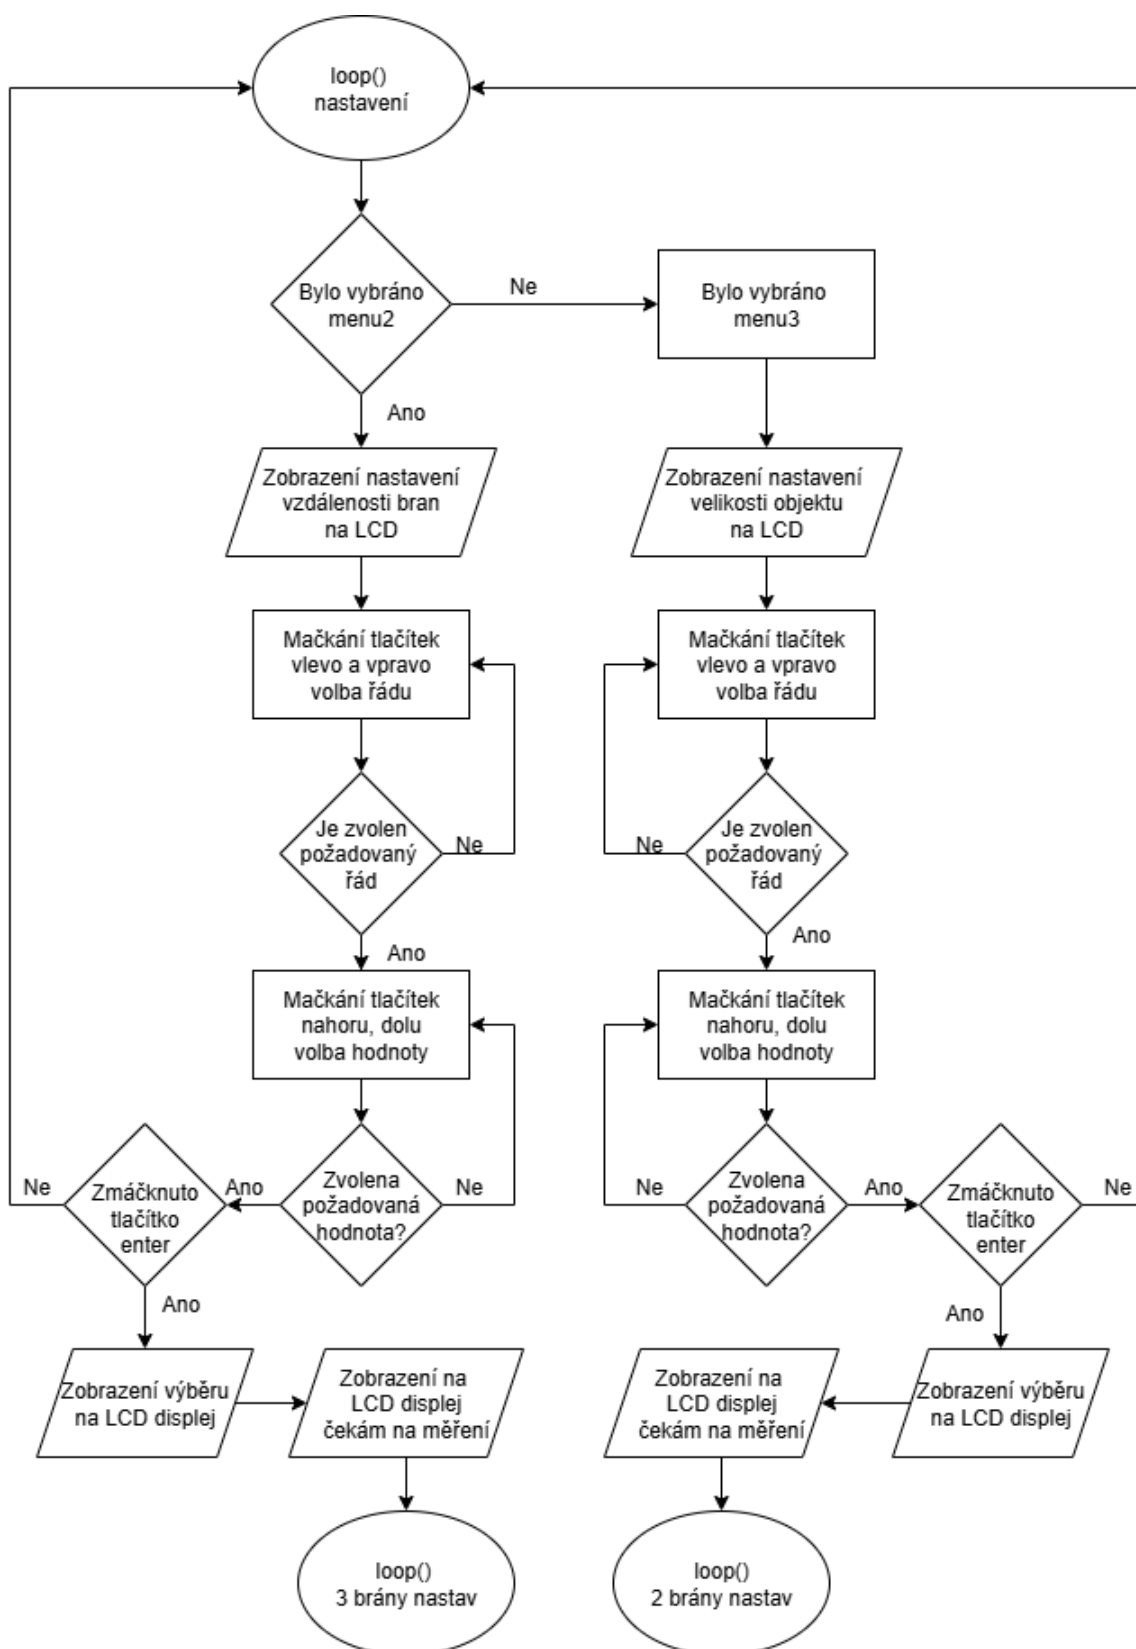 loop()
nastavení
Bylo vybráno
menu2
Ne
Bylo vybráno
menu3
Ano
Zobrazení nastavení
vzdálenosti bran
na LCD
Zobrazení nastavení
velikosti objektu
na LCD
Mačkání tlačítek
vlevo a vpravo
volba řádu
Mačkání tlačítek
vlevo a vpravo
volba řádu
Je zvolen
požadovaný
řád
Ne
Ne
Je zvolen
požadovaný
řád
Ano
Ano
Mačkání tlačítek
nahoru, dolu
volba hodnoty
Mačkání tlačítek
nahoru, dolu
volba hodnoty
Ne
Zmáčknuto
tlačítko
enter
Ano
Zvolena
požadovaná
hodnota?
Ne
Ne
Zvolena
požadovaná
hodnota?
Ano
Zmáčknuto
tlačítko
enter
Ne
Ano
Ano
Zobrazení výběru
na LCD displej
Zobrazení na
LCD displej
čekám na měření
Zobrazení na
LCD displej
čekám na měření
Zobrazení výběru
na LCD displej
loop()
3 brány nastav
loop()
2 brány nastav